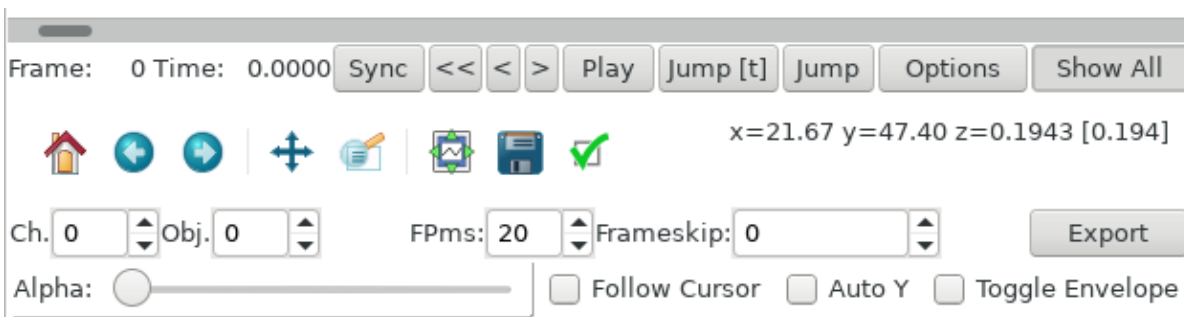 Frame: 0 Time: 0.0000 Sync << < > Play Jump [t] Jump Options Show All
x=21.67 y=47.40 z=0.1943 [0.194]
Ch. 0 Obj. 0 FPms: 20 Frameskip: 0 Export
Alpha: Follow Cursor Auto Y Toggle Envelope